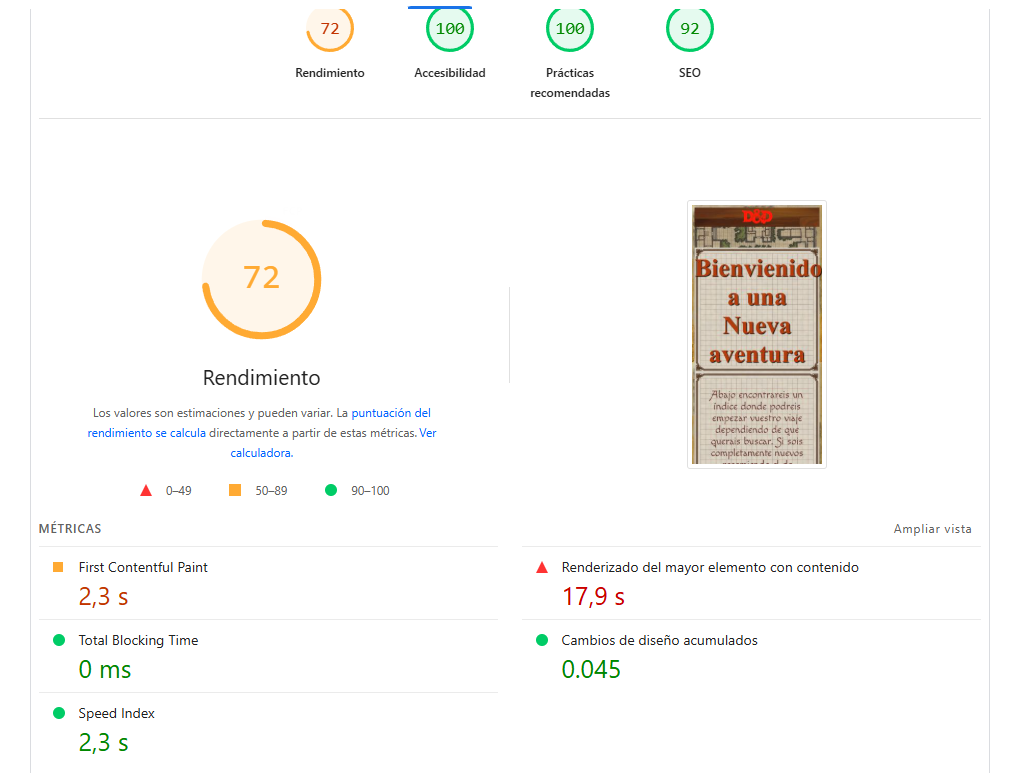 72
100
100
92
Rendimiento
Accesibilidad
Prácticas
recomendadas
SEO
72
Rendimiento
Los valores son estimaciones y pueden variar. La puntuación del
rendimiento se calcula directamente a partir de estas métricas. Ver
calculadora.
0–49
50–89
90–100
D&D
Bienvienido
a una
Nueva
aventura
Abajo encontrareis un
índice donde podreis
empezar vuestro viaje
dependiendo de que
querais buscar. Si sois
completamente nuevos
MÉTRICAS
Ampliar vista
First Contentful Paint
2,3 s
Renderizado del mayor elemento con contenido
17,9 s
Total Blocking Time
0 ms
Cambios de diseño acumulados
0.045
Speed Index
2,3 s